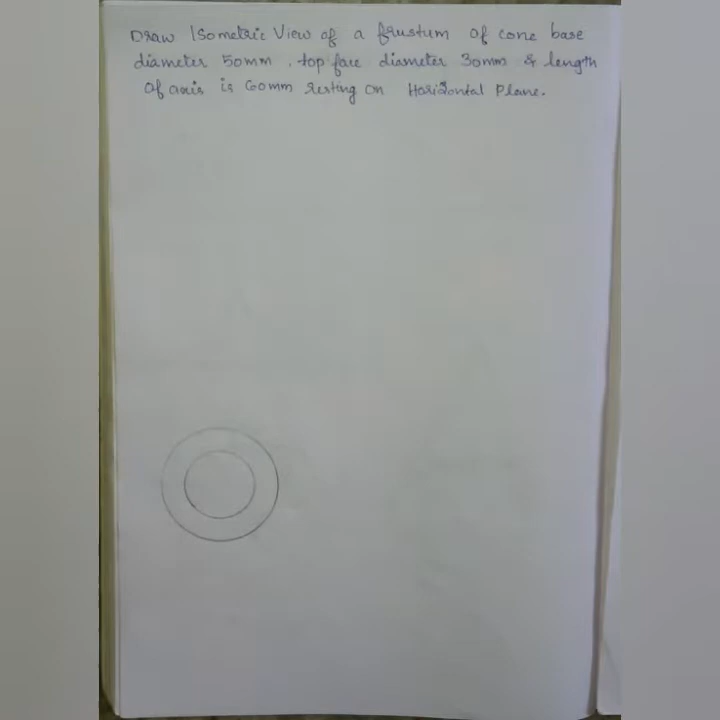 Draw Isometric View of a frustum of cone base
diameter 50mm, top face diameter 30mm & length
of axis is 60mm resting on Horizontal Plane.